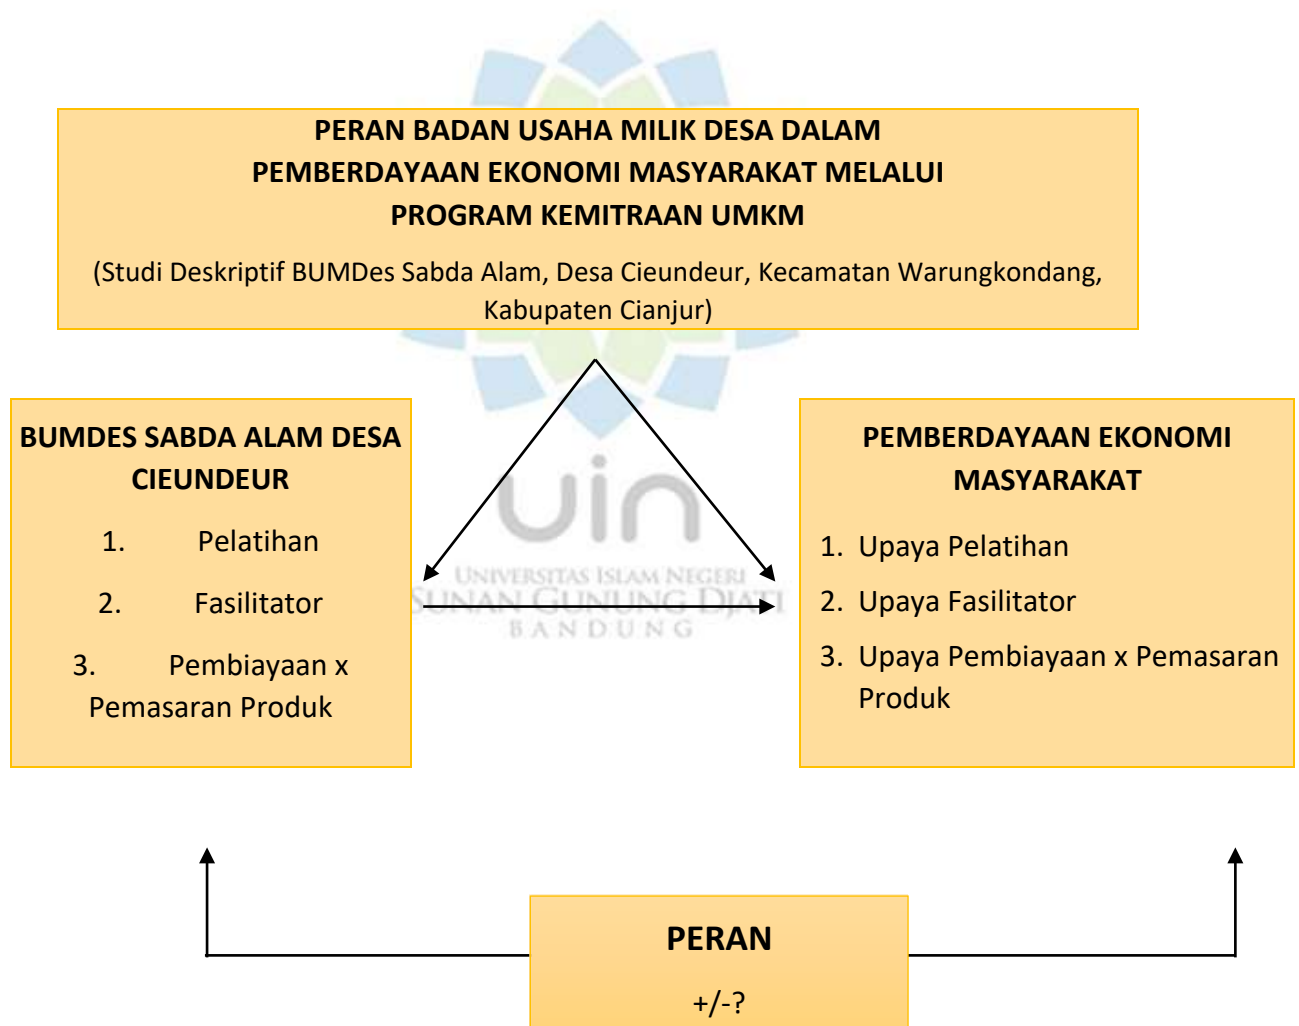 PERAN BADAN USAHA MILIK DESA DALAM
PEMBERDAYAAN EKONOMI MASYARAKAT MELALUI
PROGRAM KEMITRAAN UMKM
(Studi Deskriptif BUMDes Sabda Alam, Desa Cieundeur, Kecamatan Warungkondang,
Kabupaten Cianjur)
BUMDES SABDA ALAM DESA
CIEUNDEUR
1. Pelatihan
2. Fasilitator
3. Pembiayaan x
Pemasaran Produk
uin
UNIVERSITAS ISLAM NEGERI
SUNAN GUNUNG DJATI
BANDUNG
PEMBERDAYAAN EKONOMI
MASYARAKAT
1. Upaya Pelatihan
2. Upaya Fasilitator
3. Upaya Pembiayaan x Pemasaran
Produk
PERAN
+/-?